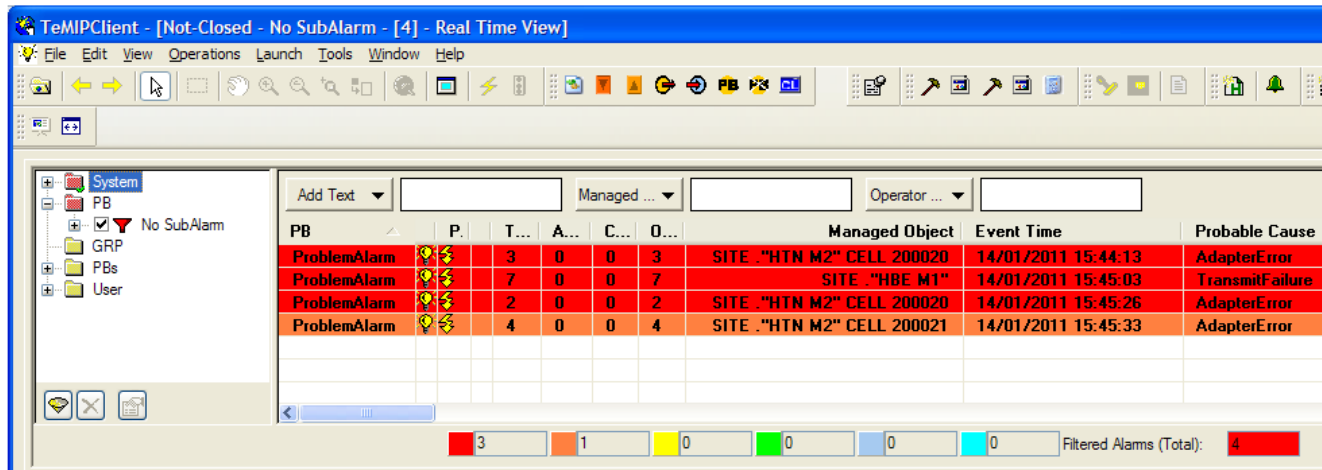 TeMIPClient - [Not-Closed - No SubAlarm - [4] - Real Time View]
File Edit View Operations Launch Tools Window Help
PB CL
System
PB
No SubAlarm
GRP
PBs
User
Add Text Managed ... Operator ...
PB P. T... A... C... O... Managed Object Event Time Probable Cause
ProblemAlarm 3 0 0 3 SITE ."HTN M2" CELL 200020 14/01/2011 15:44:13 AdapterError
ProblemAlarm 7 0 0 7 SITE ."HBE M1" 14/01/2011 15:45:03 TransmitFailure
ProblemAlarm 2 0 0 2 SITE ."HTN M2" CELL 200020 14/01/2011 15:45:26 AdapterError
ProblemAlarm 4 0 0 4 SITE ."HTN M2" CELL 200021 14/01/2011 15:45:33 AdapterError
3 1 0 0 0 0 Filtered Alarms (Total): 4